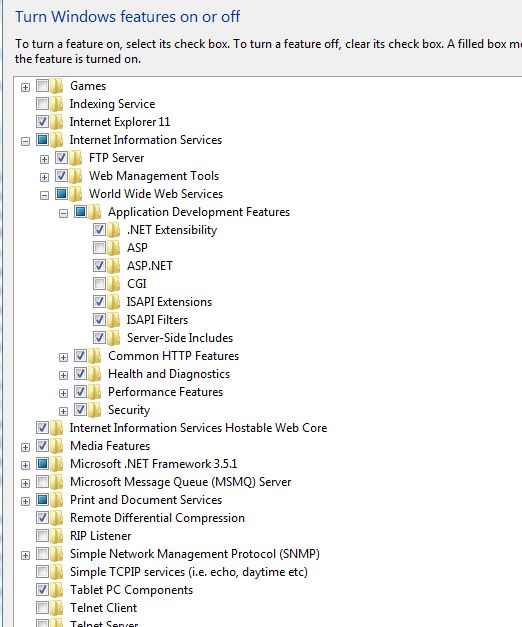 Turn Windows features on or off
To turn a feature on, select its check box. To turn a feature off, clear its check box. A filled box
the feature is turned on.
Games
Indexing Service
Internet Explorer 11
Internet Information Services
FTP Server
Web Management Tools
World Wide Web Services
Application Development Features
.NET Extensibility
ASP
ASP.NET
CGI
ISAPI Extensions
ISAPI Filters
Server-Side Includes
Common HTTP Features
Health and Diagnostics
Performance Features
Security
Internet Information Services Hostable Web Core
Media Features
Microsoft .NET Framework 3.5.1
Microsoft Message Queue (MSMQ) Server
Print and Document Services
Remote Differential Compression
RIP Listener
Simple Network Management Protocol (SNMP)
Simple TCPIP services (i.e. echo, daytime etc)
Tablet PC Components
Telnet Client
Telnet Server